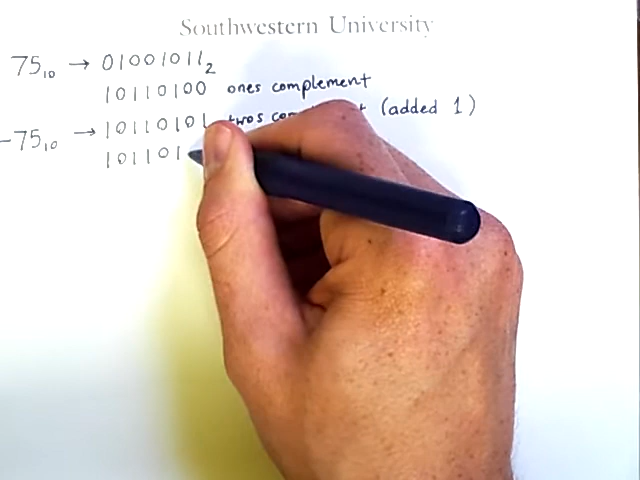 Southwestern University
75₁₀ → 01001011₂
10110100 ones complement
-75₁₀ → 10110101 twos (added 1)
101101